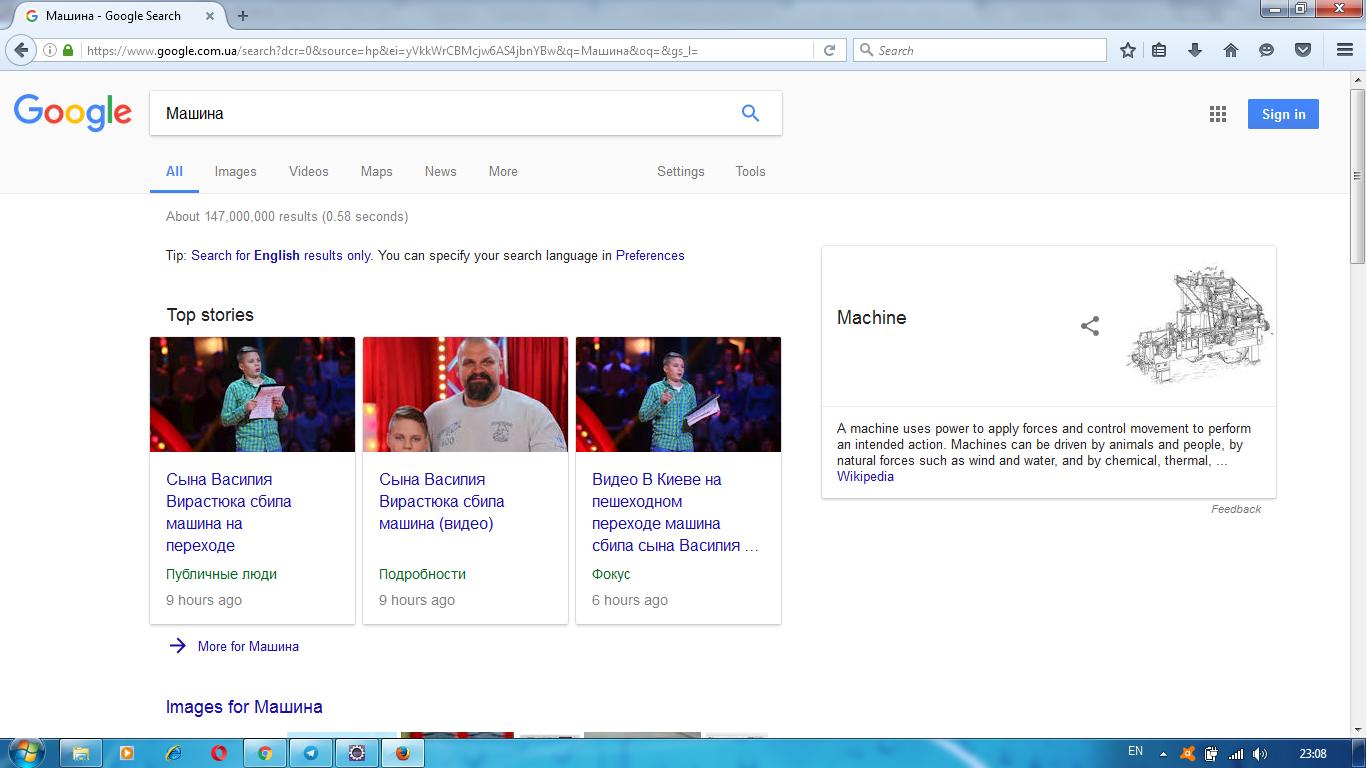 Машина - Google Search
https://www.google.com.ua/search?dcr=0&source=hp&ei=yVkkWrCBMcjw6AS4jbnYBw&q=Машина&oq=&gs_l=
Search
Google
Машина
Sign in
All Images Videos Maps News More Settings Tools
About 147,000,000 results (0.58 seconds)
Tip: Search for English results only. You can specify your search language in Preferences
Top stories
Сына Василия
Вирастюка сбила
машина на
переходе
Публичные люди
9 hours ago
Сына Василия
Вирастюка сбила
машина (видео)
Подробности
9 hours ago
Видео В Киеве на
пешеходном
переходе машина
сбила сына Василия ...
Фокус
6 hours ago
More for Машина
Images for Машина
Machine
A machine uses power to apply forces and control movement to perform
an intended action. Machines can be driven by animals and people, by
natural forces such as wind and water, and by chemical, thermal, ...
Wikipedia
Feedback
EN
23:08